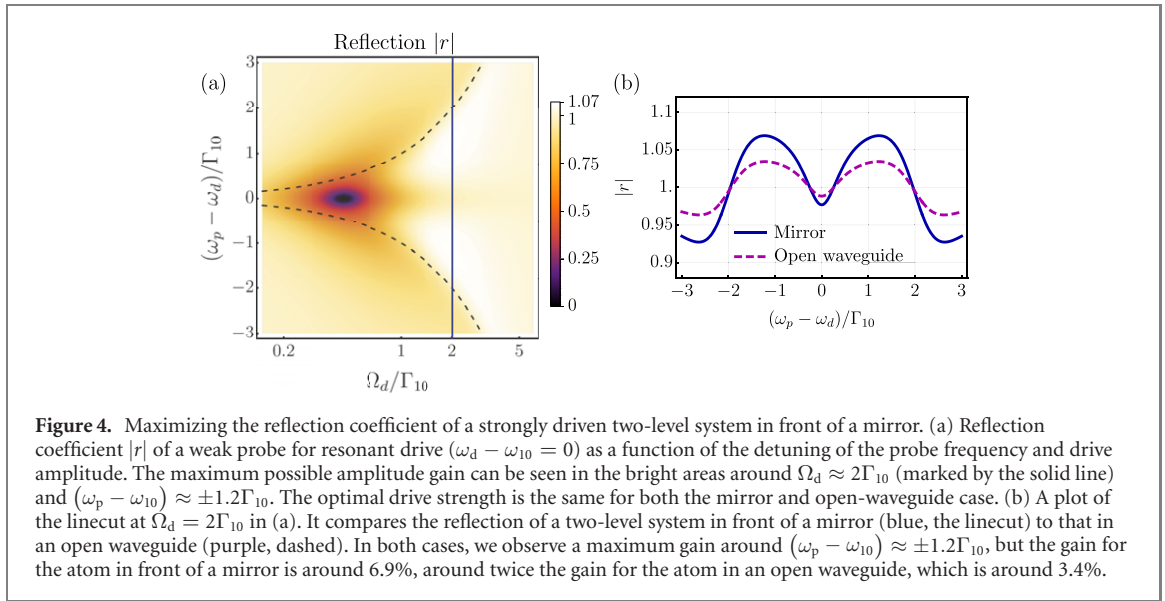 Reflection |r|
(a)
3
2
1
0
−1
−2
−3
(ω_p − ω_d)/Γ_10
0.2
1
2
5
Ω_d/Γ_10
1.07
1
0.75
0.5
0.25
0
(b)
1.1
1.05
1
0.95
0.9
|r|
Mirror
Open waveguide
−3 −2 −1 0 1 2 3
(ω_p − ω_d)/Γ_10
Figure 4. Maximizing the reflection coefficient of a strongly driven two-level system in front of a mirror. (a) Reflection
coefficient |r| of a weak probe for resonant drive (ω_d − ω_10 = 0) as a function of the detuning of the probe frequency and drive
amplitude. The maximum possible amplitude gain can be seen in the bright areas around Ω_d ≈ 2Γ_10 (marked by the solid line)
and (ω_p − ω_10) ≈ ±1.2Γ_10. The optimal drive strength is the same for both the mirror and open-waveguide case. (b) A plot of
the linecut at Ω_d = 2Γ_10 in (a). It compares the reflection of a two-level system in front of a mirror (blue, the linecut) to that in
an open waveguide (purple, dashed). In both cases, we observe a maximum gain around (ω_p − ω_10) ≈ ±1.2Γ_10, but the gain for
the atom in front of a mirror is around 6.9%, around twice the gain for the atom in an open waveguide, which is around 3.4%.